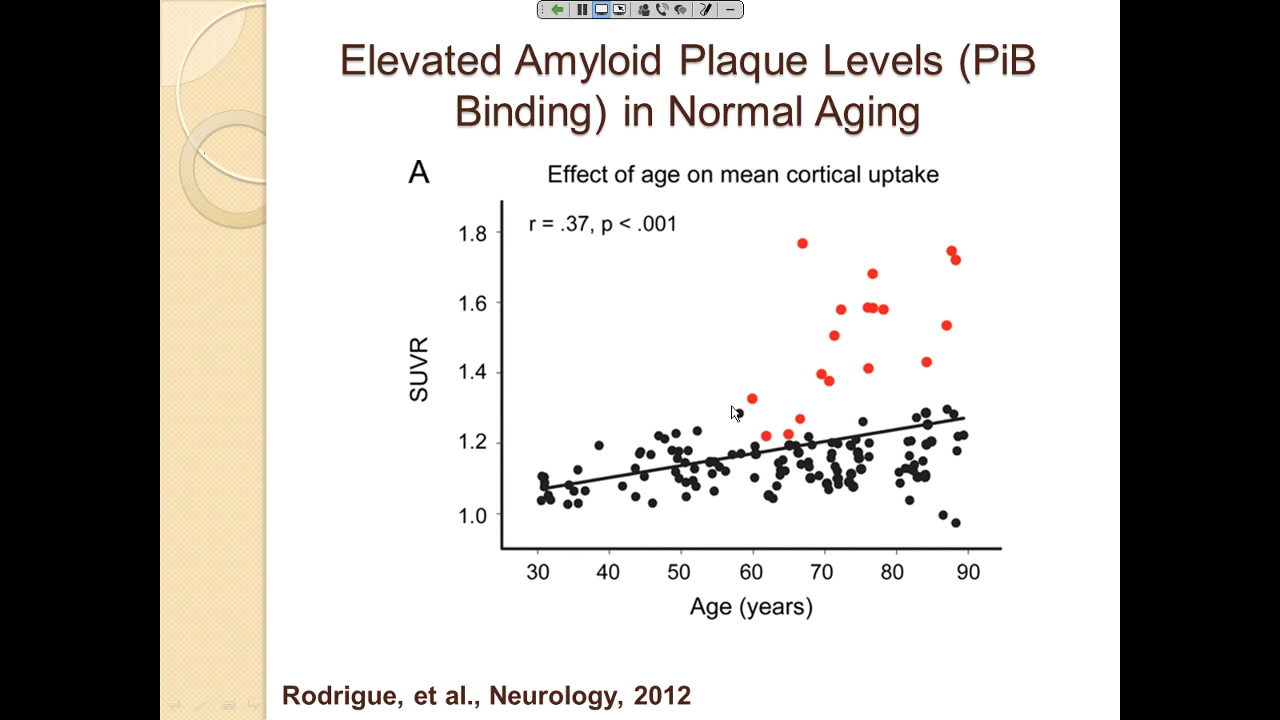 Elevated Amyloid Plaque Levels (PiB
Binding) in Normal Aging
A
Effect of age on mean cortical uptake
r = .37, p < .001
1.8
1.6
1.4
1.2
1.0
SUVR
30 40 50 60 70 80 90
Age (years)
Rodrigue, et al., Neurology, 2012